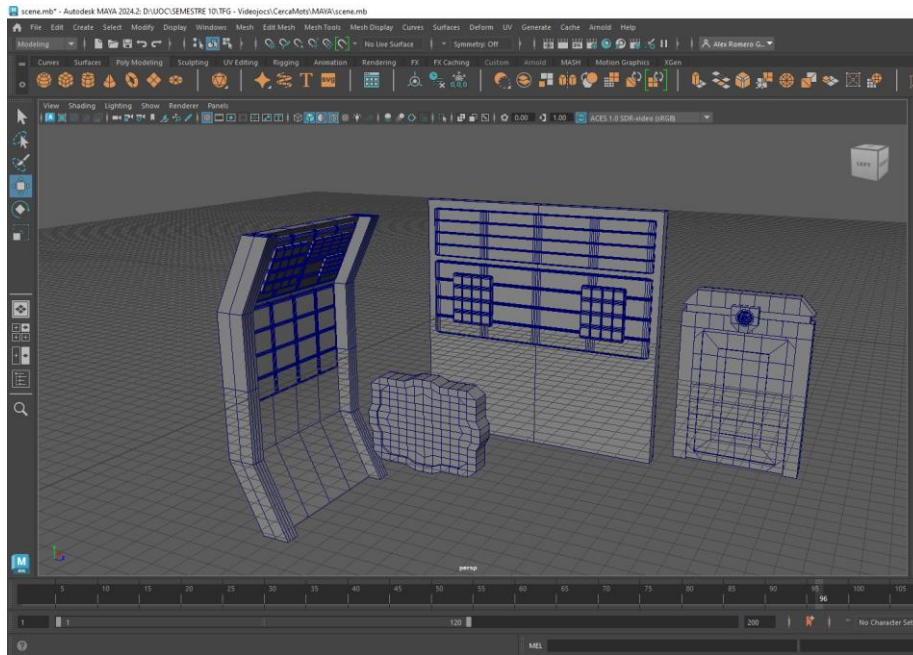 scene.mb* - Autodesk MAYA 2024.2: D:\UOC\SEMESTRE 10\TFG - Videojocs\CercaMots\MAYA\scene.mb
File Edit Create Select Modify Display Windows Mesh Edit Mesh Mesh Tools Mesh Display Curves Surfaces Deform UV Generate Cache Arnold Help
Modeling No Live Surface Symmetry: Off Alex Romero G...
Curves Surfaces Poly Modeling Sculpting UV Editing Rigging Animation Rendering FX FX Caching Custom Arnold MASH Motion Graphics XGen
T SVG 0,0,0
View Shading Lighting Show Renderer Panels
0.00 1.00 ACES 1.0 SDR-video (sRGB)
persp
M
5 10 15 20 25 30 35 40 45 50 55 60 65 70 75 80 85 90 95 100 105
96
1 1 120 200 No Character Set
MEL